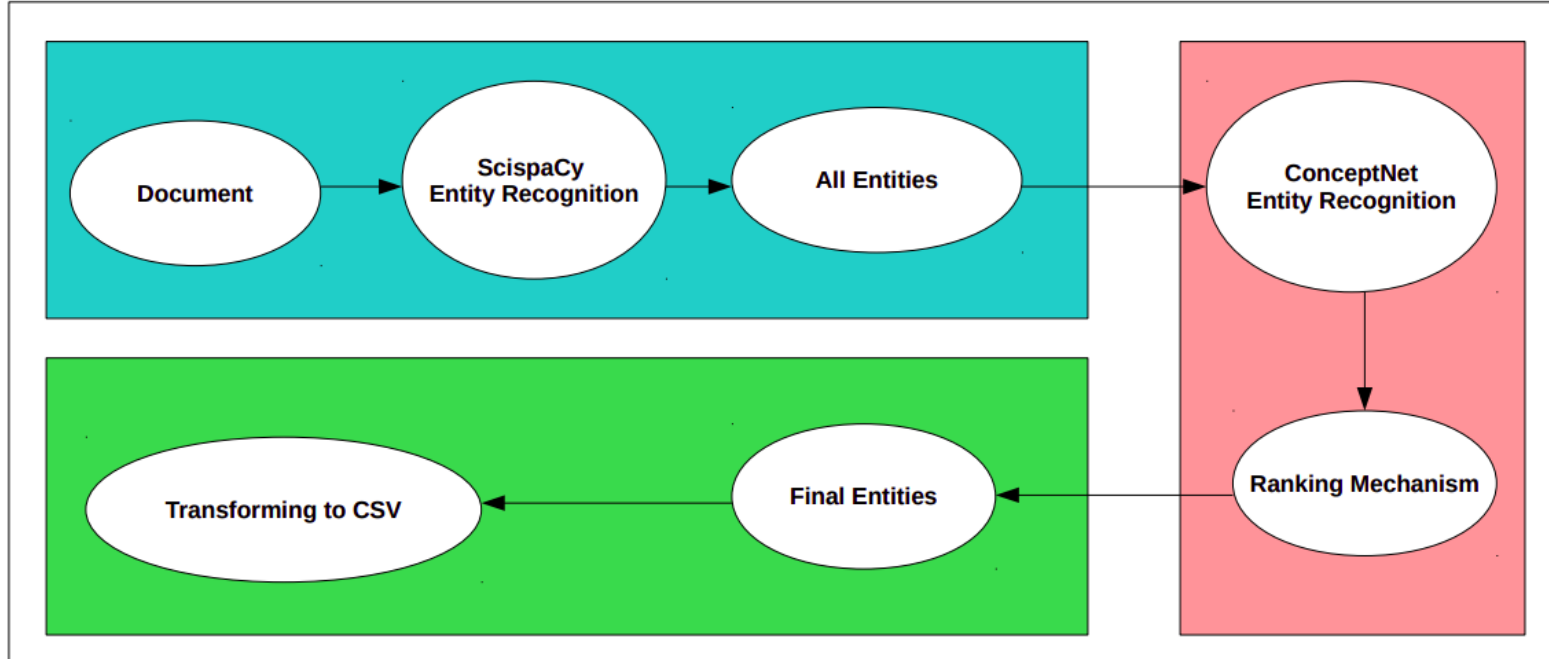 Document
ScispaCy
Entity Recognition
All Entities
ConceptNet
Entity Recognition
Ranking Mechanism
Final Entities
Transforming to CSV